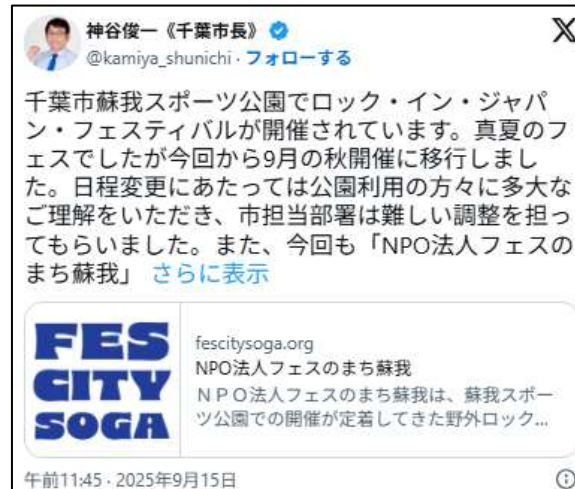 神谷俊一《千葉市長》
@kamiya_shunichi · フォローする
千葉市蘇我スポーツ公園でロック・イン・ジャパ
ン・フェスティバルが開催されています。真夏のフ
ェスでしたが今回から9月の秋開催に移行しまし
た。日程変更にあたっては公園利用の方々に多大な
ご理解をいただき、市担当部署は難しい調整を担っ
てもらいました。また、今回も「NPO法人フェスの
まち蘇我」 さらに表示
FES
CITY
SOGA
fescitysoga.org
NPO法人フェスのまち蘇我
ＮＰＯ法人フェスのまち蘇我は、蘇我スポー
ツ公園での開催が定着してきた野外ロック...
午前11:45 · 2025年9月15日